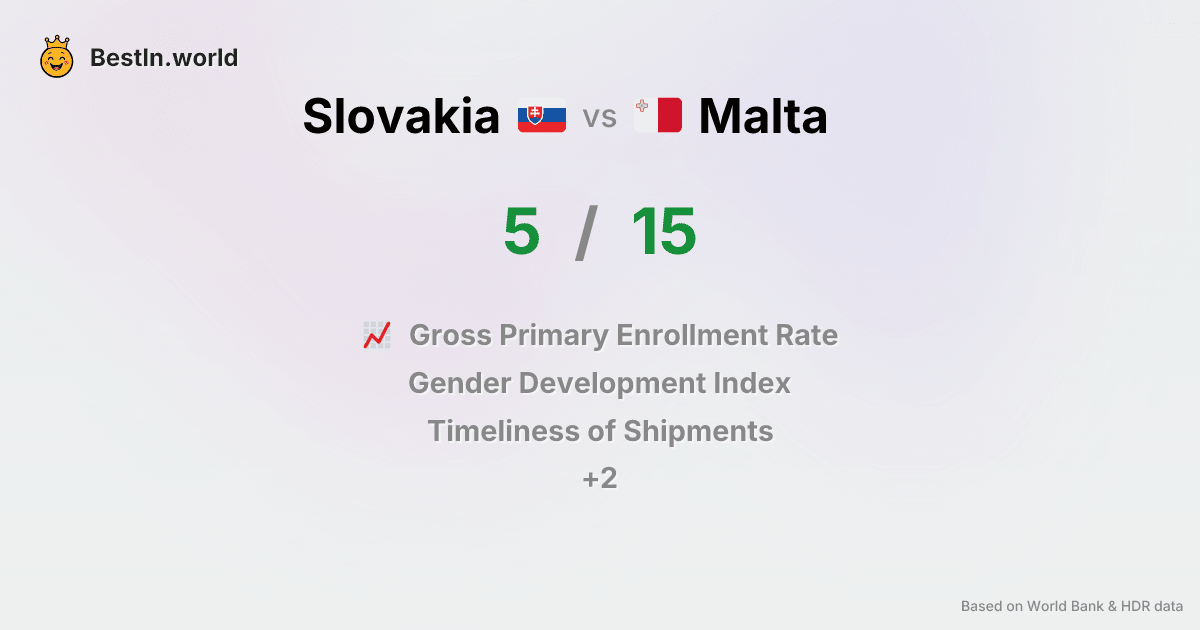 BestIn.world
Slovakia vs Malta
5 / 15
Gross Primary Enrollment Rate
Gender Development Index
Timeliness of Shipments
+2
Based on World Bank & HDR data